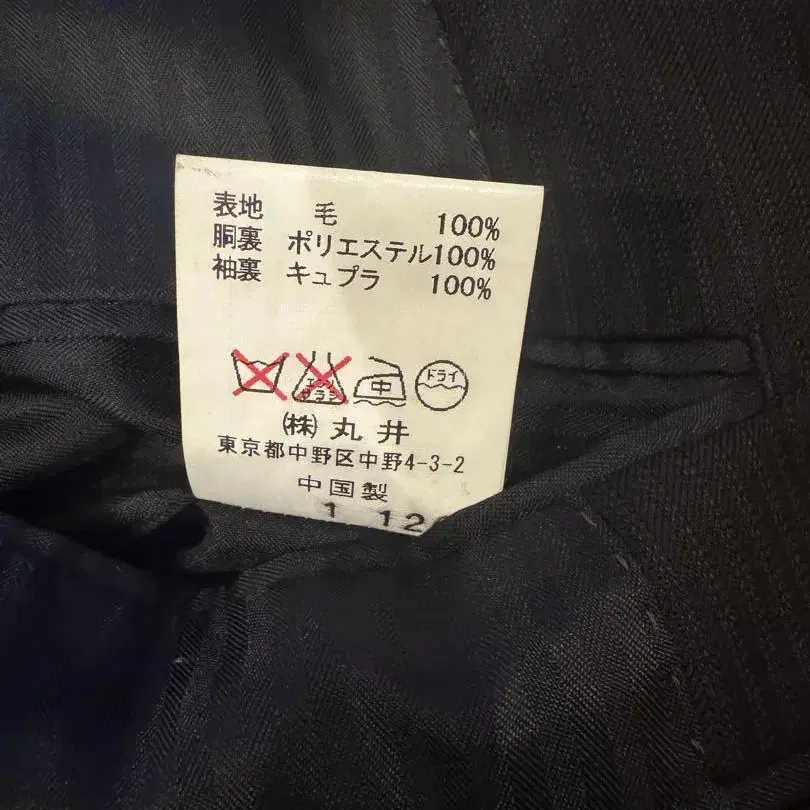 表地 毛 100%
胴裏 ポリエステル100%
袖裏 キュプラ 100%
エンソ サラシ 中 ドライ
(株)丸井
東京都中野区中野4-3-2
中国製
1 12